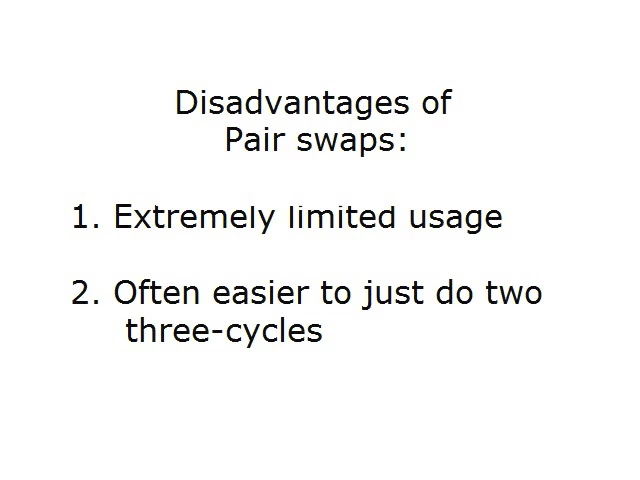 Disadvantages of
Pair swaps:
1. Extremely limited usage
2. Often easier to just do two
three-cycles